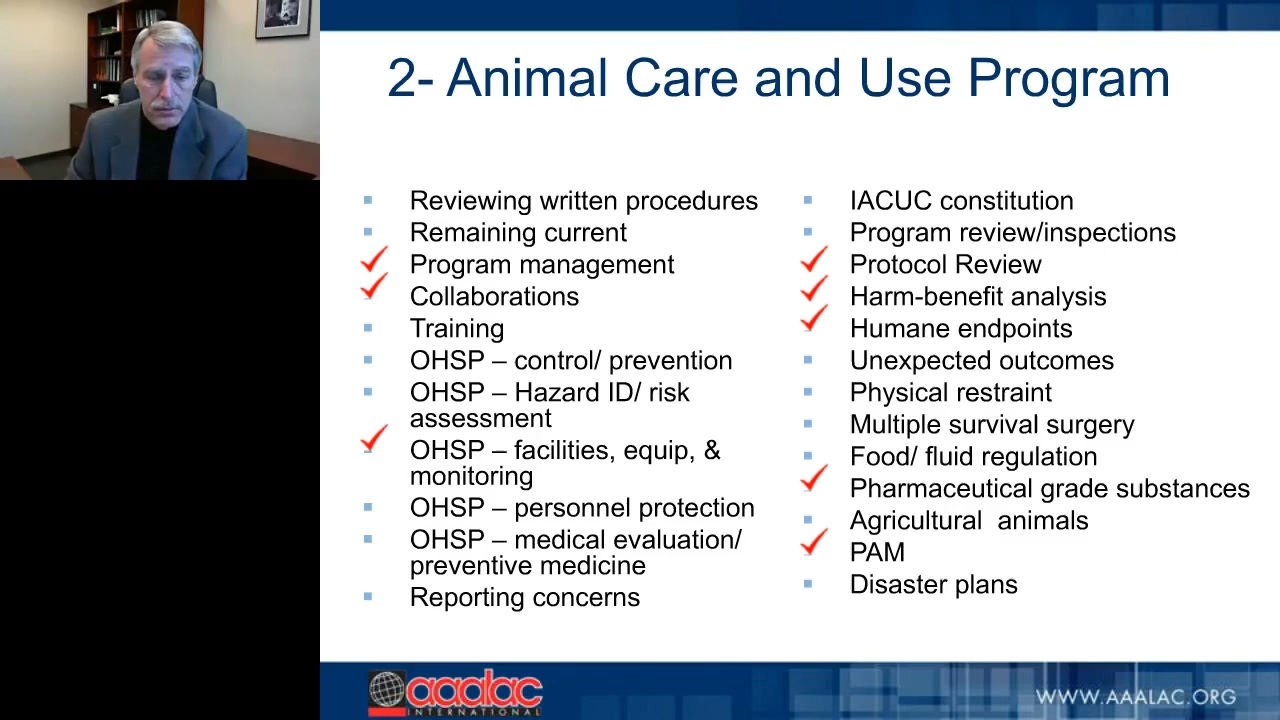 2- Animal Care and Use Program
Reviewing written procedures
Remaining current
Program management
Collaborations
Training
OHSP – control/ prevention
OHSP – Hazard ID/ risk
assessment
OHSP – facilities, equip, &
monitoring
OHSP – personnel protection
OHSP – medical evaluation/
preventive medicine
Reporting concerns
IACUC constitution
Program review/inspections
Protocol Review
Harm-benefit analysis
Humane endpoints
Unexpected outcomes
Physical restraint
Multiple survival surgery
Food/ fluid regulation
Pharmaceutical grade substances
Agricultural  animals
PAM
Disaster plans
aaalac
INTERNATIONAL
WWW.AAALAC.ORG